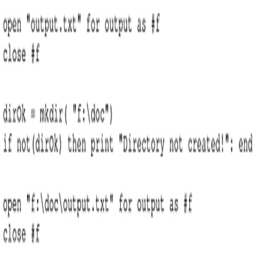 open "output.txt" for output as #f
close #f
dirOk = mkdir( "f:\doc")
if not(dirOk) then print "Directory not created!": end
open "f:\doc\output.txt" for output as #f
close #f